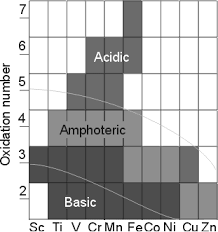 7
6
Acidic
5
Oxidation number
4
Amphoteric
3
2
Basic
Sc Ti V Cr Mn Fe Co Ni Cu Zn